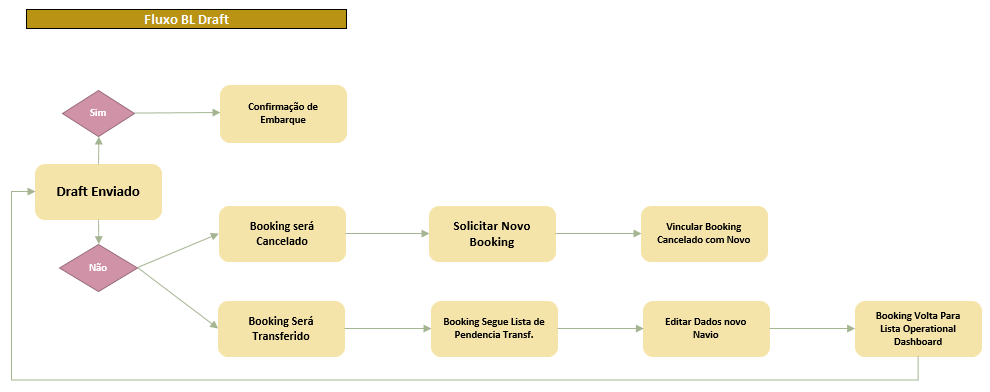 Fluxo BL Draft
Sim
Confirmação de
Embarque
Draft Enviado
Não
Booking será
Cancelado
Solicitar Novo
Booking
Vincular Booking
Cancelado com Novo
Booking Será
Transferido
Booking Segue Lista de
Pendencia Transf.
Editar Dados novo
Navio
Booking Volta Para
Lista Operational
Dashboard